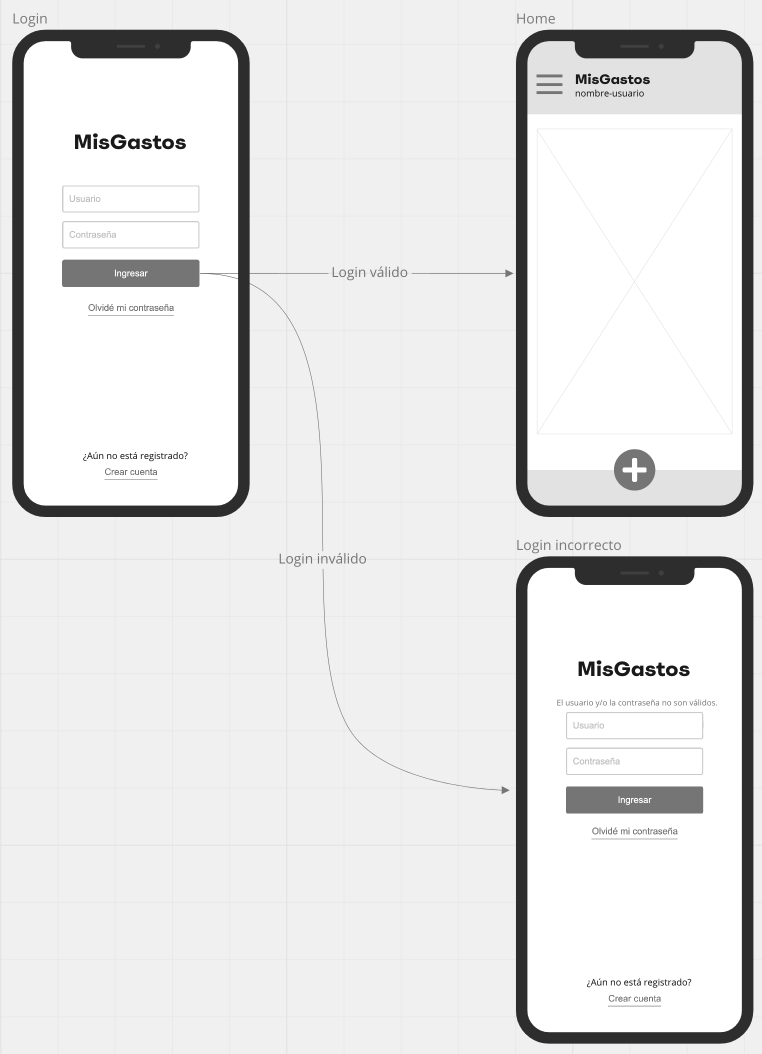 Login
MisGastos
Usuario
Contraseña
Ingresar
Olvidé mi contraseña
¿Aún no está registrado?
Crear cuenta
Login válido
Login inválido
Home
MisGastos
nombre-usuario
Login incorrecto
MisGastos
El usuario y/o la contraseña no son válidos.
Usuario
Contraseña
Ingresar
Olvidé mi contraseña
¿Aún no está registrado?
Crear cuenta